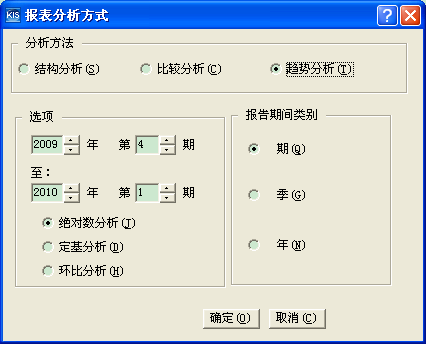 KIS 报表分析方式
分析方法
结构分析(S) 比较分析(C) 趋势分析(T)
选项
2009 年 第 4 期
至:
2010 年 第 1 期
绝对数分析(J)
定基分析(D)
环比分析(H)
报告期间类别
期(Q)
季(G)
年(N)
确定(O) 取消(C)